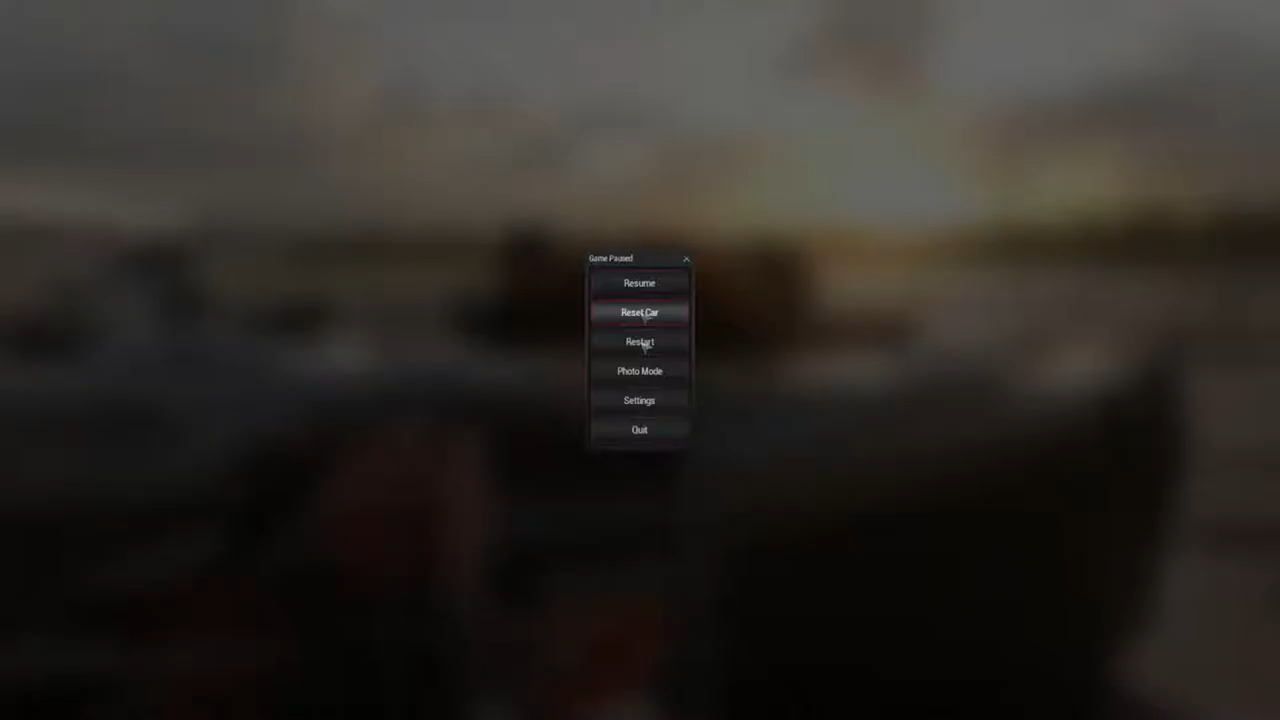 Game Paused
Resume
Reset Car
Restart
Photo Mode
Settings
Quit